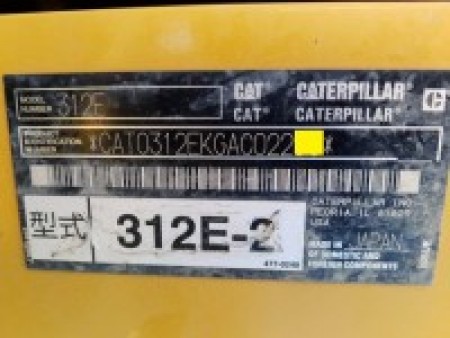 MODEL NUMBER 312E CAT CATERPILLAR
CAT® CATERPILLAR®
PRODUCT IDENTIFICATION NUMBER *CAT0312EKGAC022 *
CATERPILLAR INC.
PEORIA IL 61629
USA
型式 312E-2
MADE IN JAPAN
OF DOMESTIC AND
FOREIGN COMPONENTS